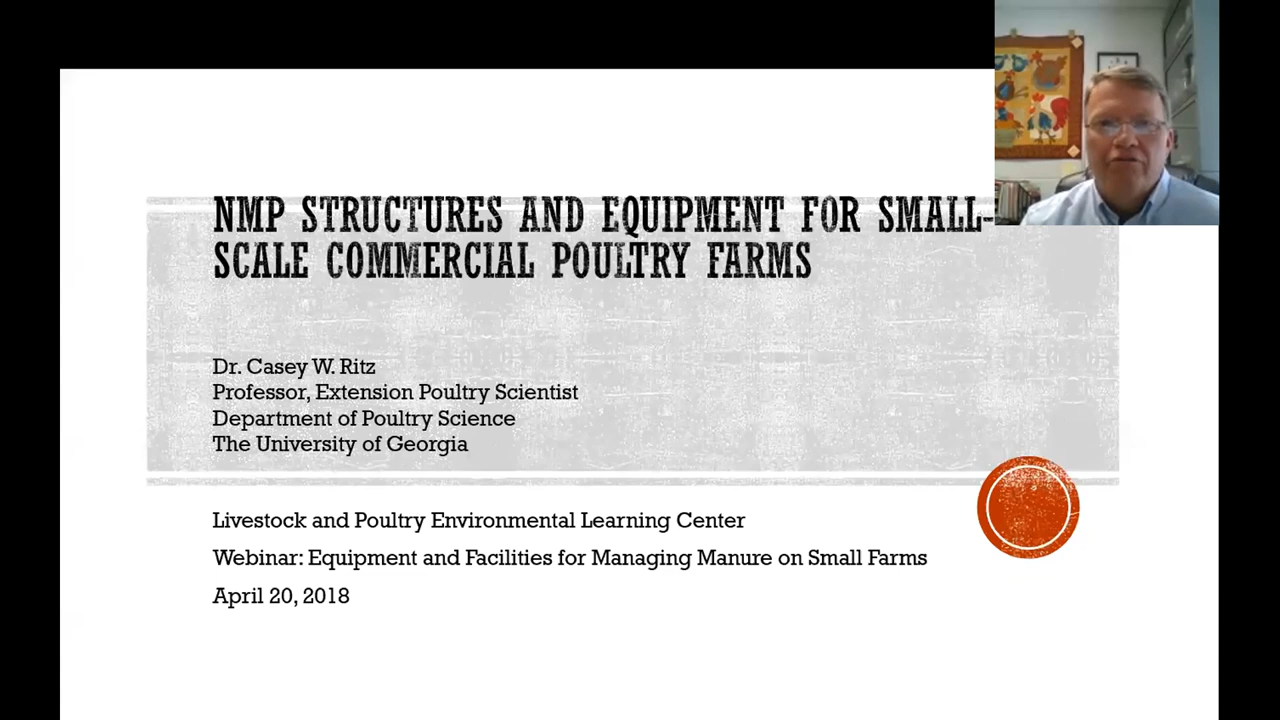 NMP STRUCTURES AND EQUIPMENT FOR SMALL-
SCALE COMMERCIAL POULTRY FARMS
Dr. Casey W. Ritz
Professor, Extension Poultry Scientist
Department of Poultry Science
The University of Georgia
Livestock and Poultry Environmental Learning Center
Webinar: Equipment and Facilities for Managing Manure on Small Farms
April 20, 2018